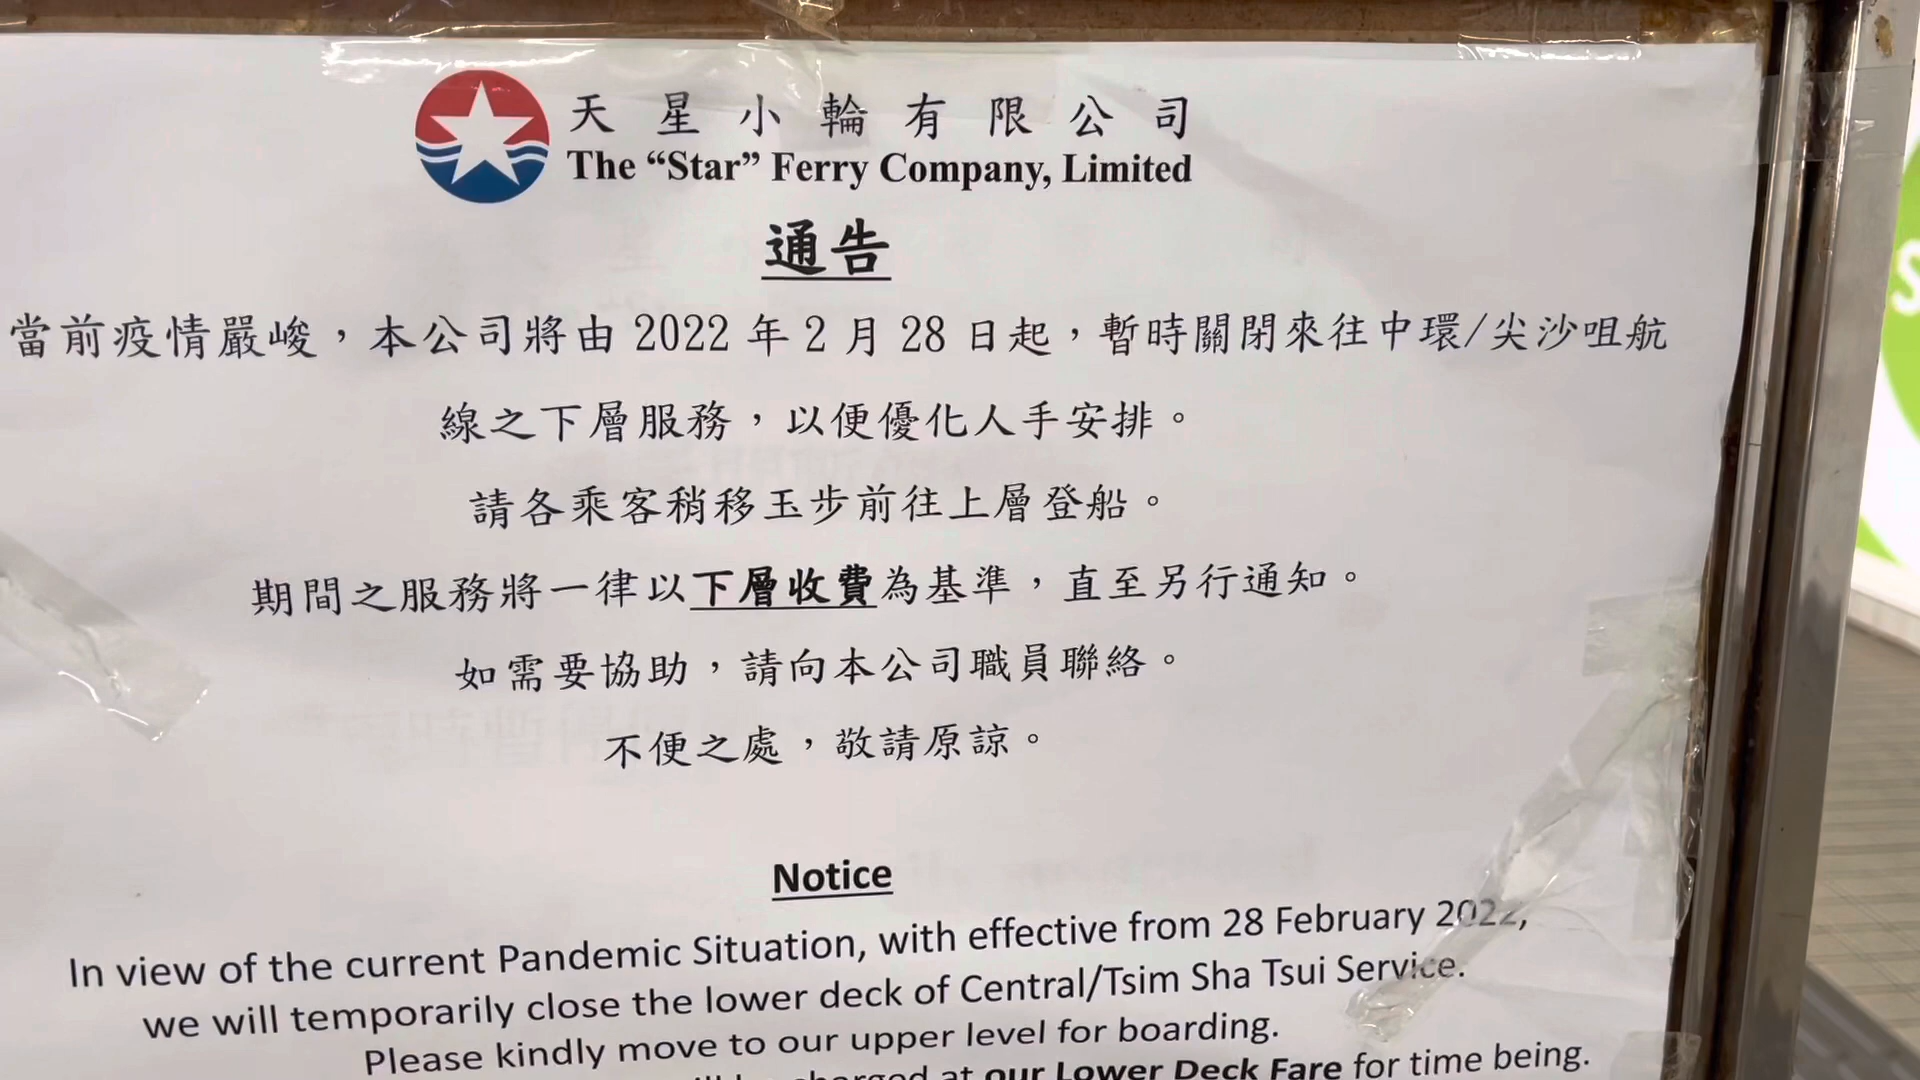 天星小輪有限公司
The “Star” Ferry Company, Limited
通告
當前疫情嚴峻，本公司將由 2022 年 2 月 28 日起，暫時關閉來往中環/尖沙咀航
線之下層服務，以便優化人手安排。
請各乘客稍移玉步前往上層登船。
期間之服務將一律以下層收費為基準，直至另行通知。
如需要協助，請向本公司職員聯絡。
不便之處，敬請原諒。
Notice
In view of the current Pandemic Situation, with effective from 28 February 2022,
we will temporarily close the lower deck of Central/Tsim Sha Tsui Service.
Please kindly move to our upper level for boarding.
charged at our Lower Deck Fare for time being.